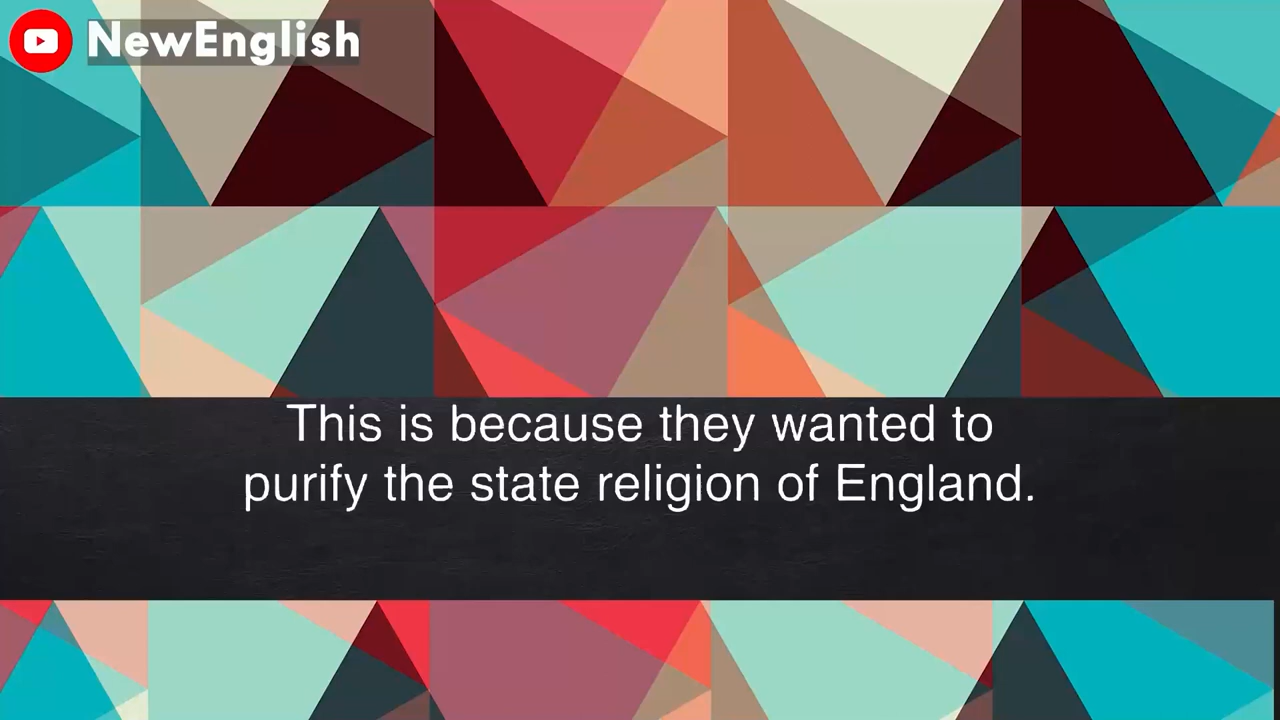 NewEnglish
This is because they wanted to
purify the state religion of England.